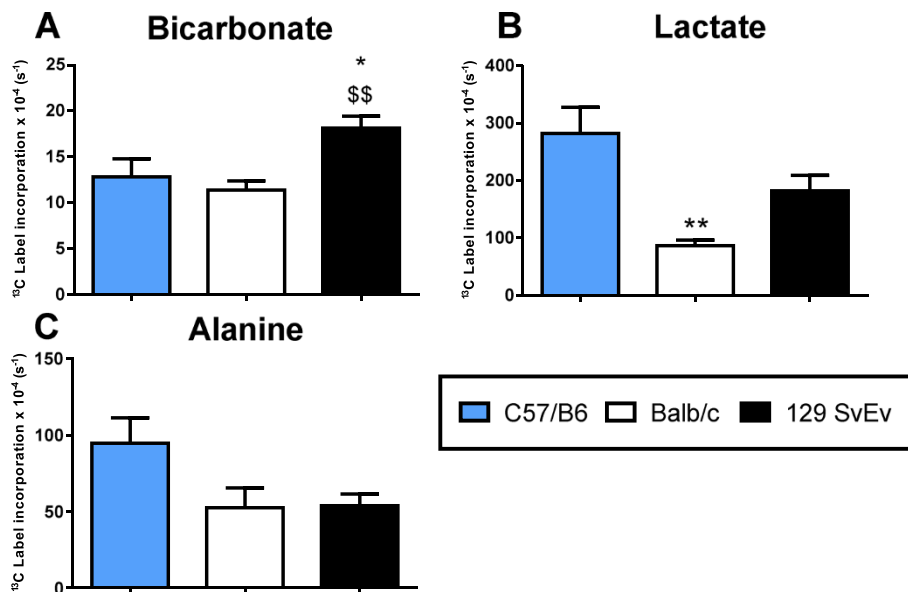 A
Bicarbonate
¹³C Label incorporation x 10⁻⁴ (s⁻¹)
25
20
15
10
5
0
*
$$
B
Lactate
¹³C Label incorporation x 10⁻⁴ (s⁻¹)
400
300
200
100
0
**
C
Alanine
¹³C Label incorporation x 10⁻⁴ (s⁻¹)
150
100
50
0
C57/B6 Balb/c 129 SvEv